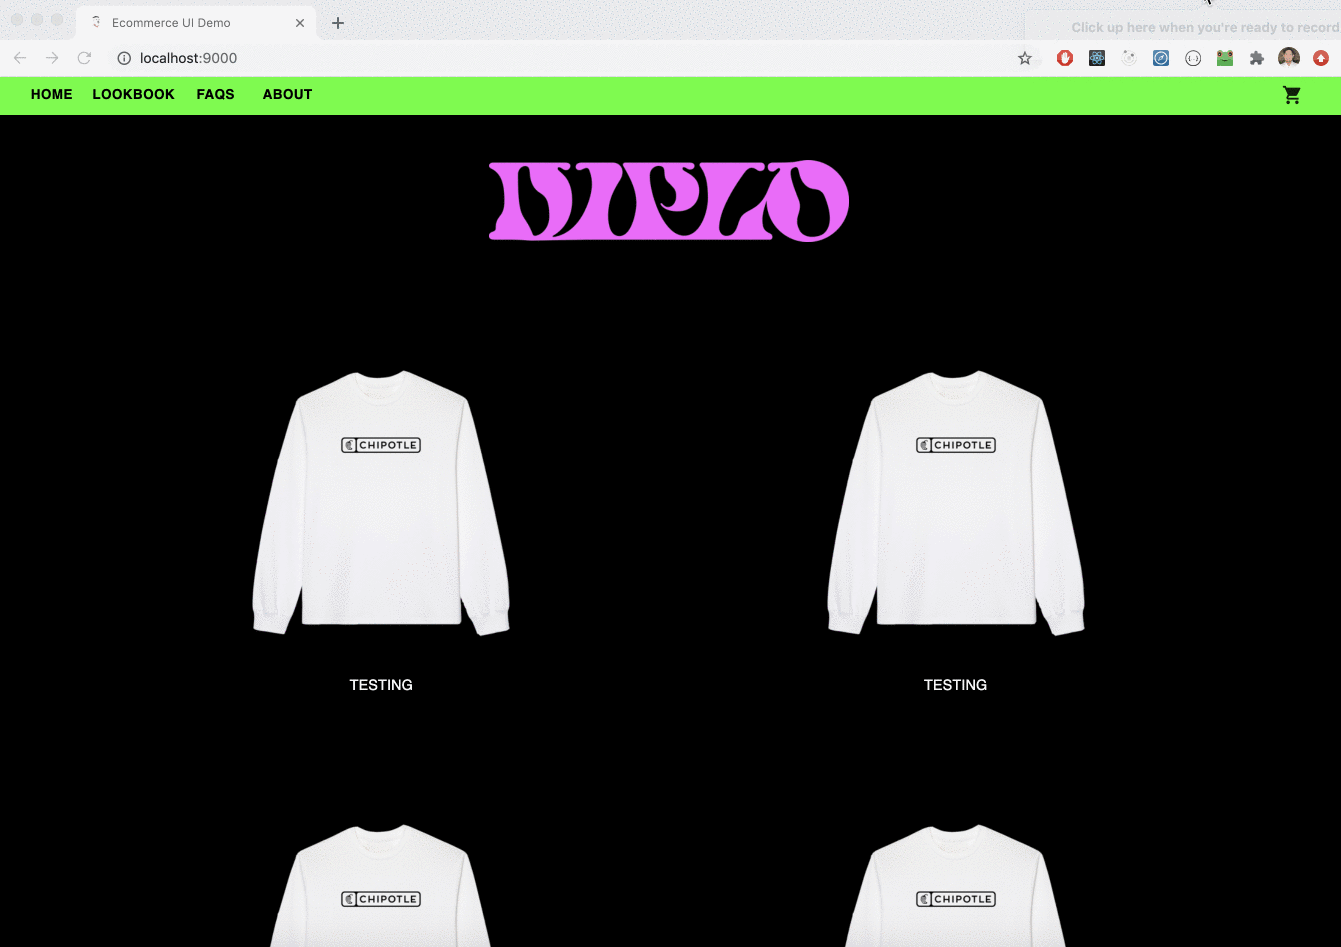 Ecommerce UI Demo
Click up here when you're ready to record
localhost:9000
HOME LOOKBOOK FAQS ABOUT
DIPLO
CHIPOTLE
CHIPOTLE
TESTING
TESTING
CHIPOTLE
CHIPOTLE